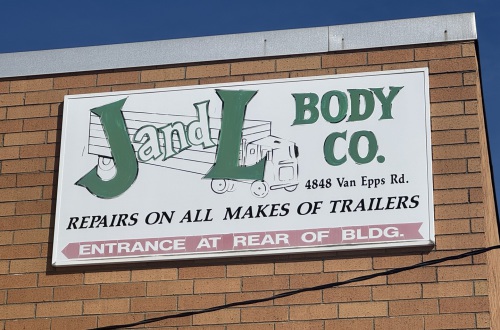 J and L BODY
CO.
4848 Van Epps Rd.
REPAIRS ON ALL MAKES OF TRAILERS
ENTRANCE AT REAR OF BLDG.